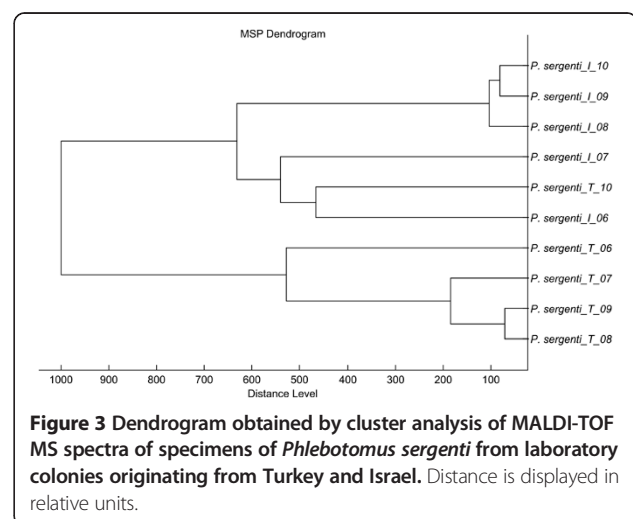 MSP Dendrogram
P. sergenti_I_10
P. sergenti_I_09
P. sergenti_I_08
P. sergenti_I_07
P. sergenti_T_10
P. sergenti_I_06
P. sergenti_T_06
P. sergenti_T_07
P. sergenti_T_09
P. sergenti_T_08
1000 900 800 700 600 500 400 300 200 100
Distance Level
Figure 3 Dendrogram obtained by cluster analysis of MALDI-TOF
MS spectra of specimens of Phlebotomus sergenti from laboratory
colonies originating from Turkey and Israel. Distance is displayed in
relative units.